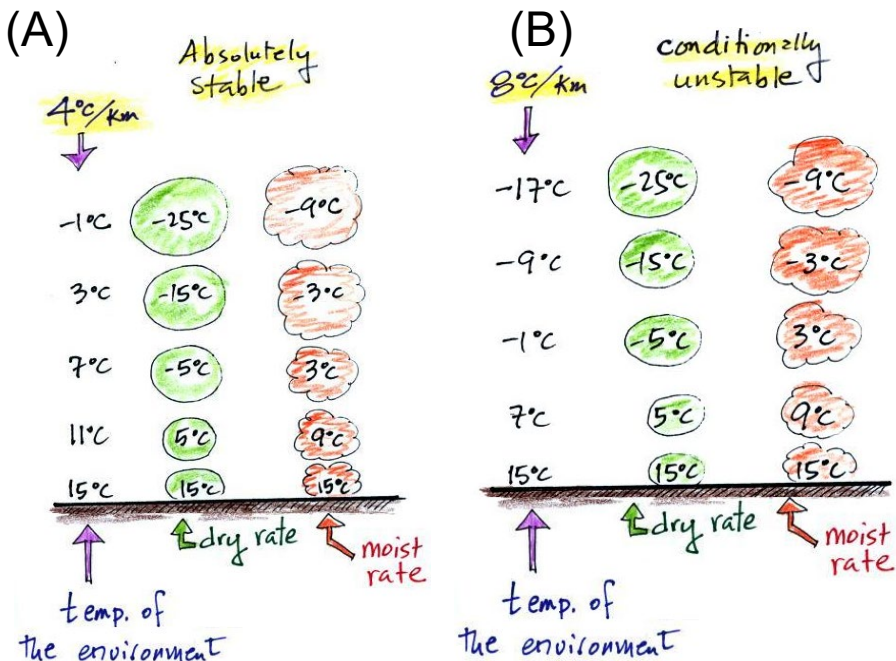 (A)
Absolutely
stable
4°C/km
-1°C -25°C -9°C
3°C -15°C -3°C
7°C -5°C 3°C
11°C 5°C 9°C
15°C 15°C 15°C
dry rate
moist
rate
temp. of
the environment
(B)
conditionally
unstable
8°C/km
-17°C -25°C -9°C
-9°C -15°C -3°C
-1°C -5°C 3°C
7°C 5°C 9°C
15°C 15°C 15°C
dry rate
moist
rate
temp. of
the environment